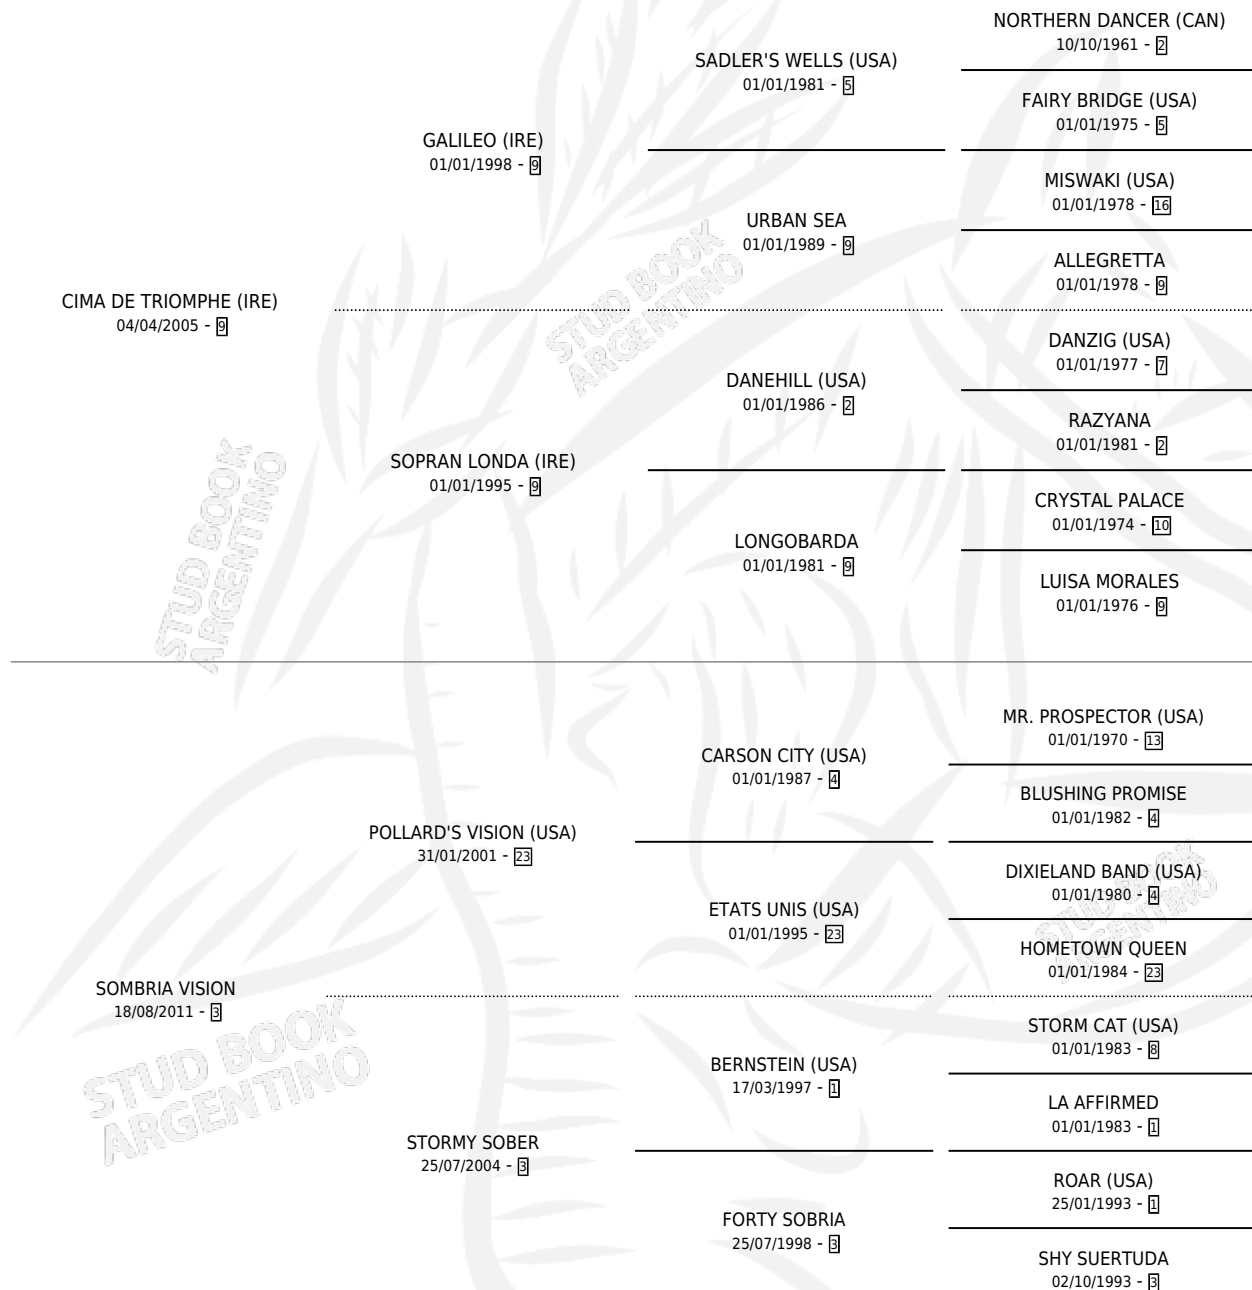 NORTHERN DANCER (CAN)
10/10/1961 - 2
SADLER'S WELLS (USA)
01/01/1981 - 5
FAIRY BRIDGE (USA)
01/01/1975 - 5
GALILEO (IRE)
01/01/1998 - 9
MISWAKI (USA)
01/01/1978 - 16
URBAN SEA
01/01/1989 - 9
ALLEGRETTA
01/01/1978 - 9
CIMA DE TRIOMPHE (IRE)
04/04/2005 - 9
DANZIG (USA)
01/01/1977 - 7
DANEHILL (USA)
01/01/1986 - 2
RAZYANA
01/01/1981 - 2
SOPRAN LONDA (IRE)
01/01/1995 - 9
CRYSTAL PALACE
01/01/1974 - 10
LONGOBARDA
01/01/1981 - 9
LUISA MORALES
01/01/1976 - 9
MR. PROSPECTOR (USA)
01/01/1970 - 13
CARSON CITY (USA)
01/01/1987 - 4
BLUSHING PROMISE
01/01/1982 - 4
POLLARD'S VISION (USA)
31/01/2001 - 23
DIXIELAND BAND (USA)
01/01/1980 - 4
ETATS UNIS (USA)
01/01/1995 - 23
HOMETOWN QUEEN
01/01/1984 - 23
SOMBRIA VISION
18/08/2011 - 3
STORM CAT (USA)
01/01/1983 - 8
BERNSTEIN (USA)
17/03/1997 - 1
LA AFFIRMED
01/01/1983 - 1
STORMY SOBER
25/07/2004 - 3
ROAR (USA)
25/01/1993 - 1
FORTY SOBRIA
25/07/1998 - 3
SHY SUERTUDA
02/10/1993 - 3
STUD BOOK
ARGENTINO
STUD BOOK
ARGENTINO
STUD BOOK
ARGENTINO
STUD BOOK
ARGENTINO